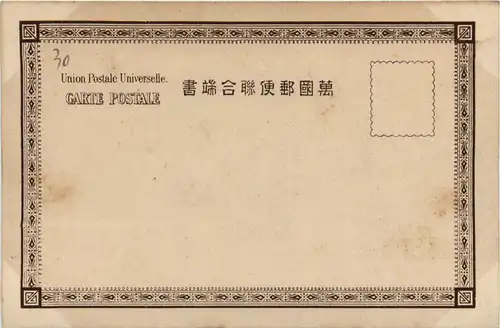 30
Union Postale Universelle.
CARTE POSTALE
書端合聯便郵國萬